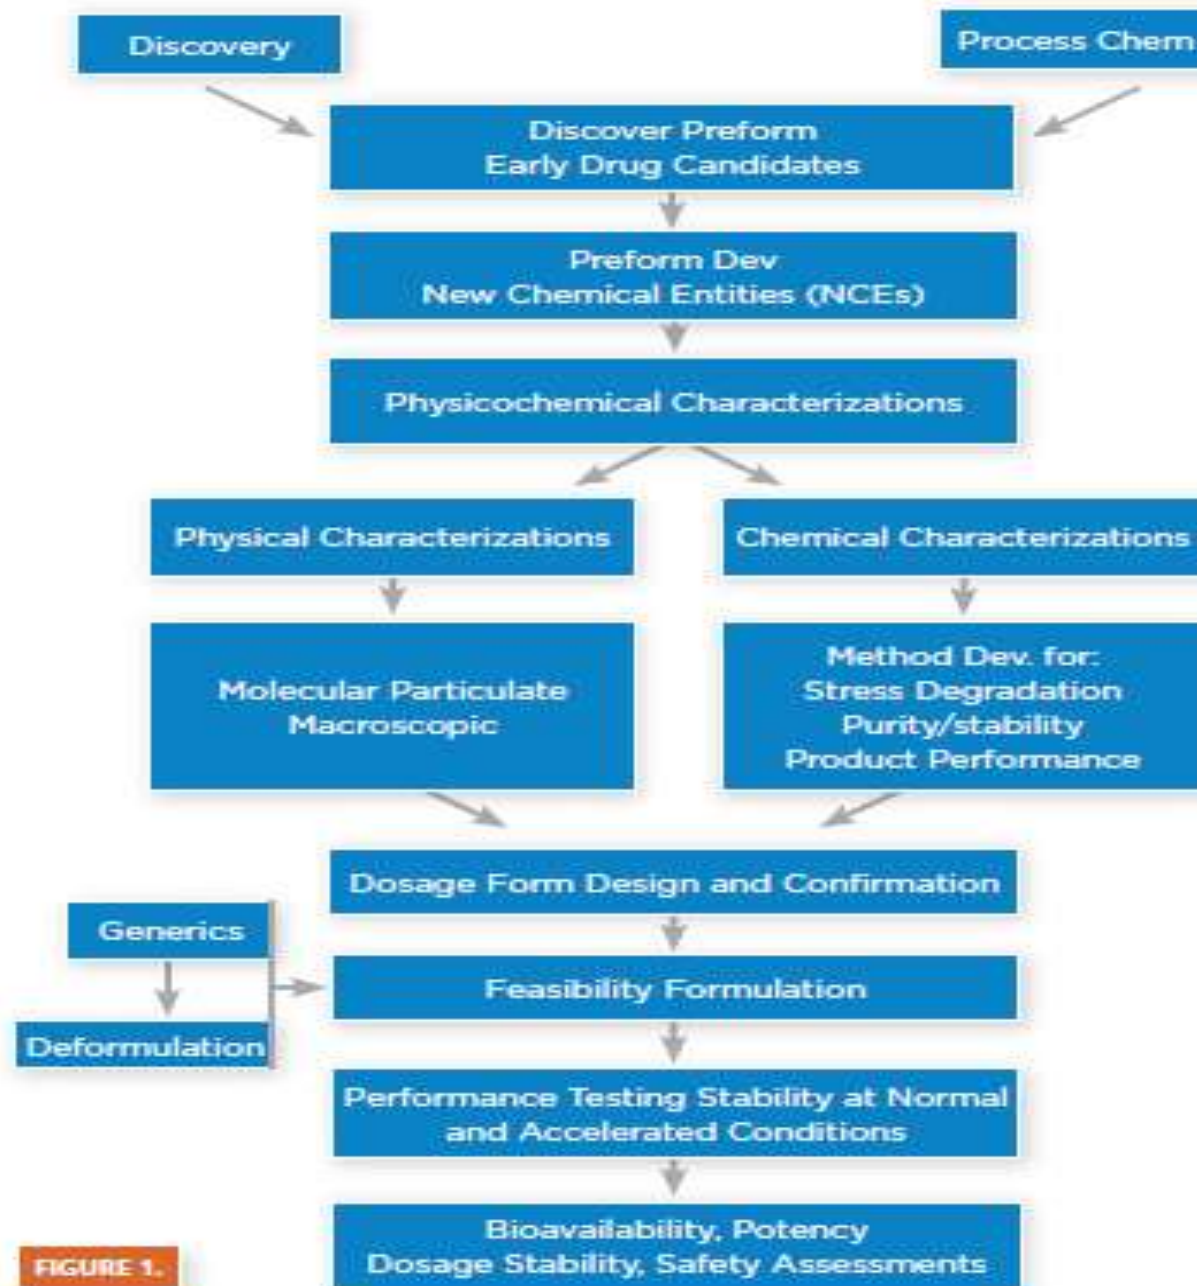 Discovery
Process Chem
Discover Preform
Early Drug Candidates
Preform Dev
New Chemical Entities (NCEs)
Physicochemical Characterizations
Physical Characterizations
Chemical Characterizations
Molecular Particulate
Macroscopic
Method Dev. for:
Stress Degradation
Purity/stability
Product Performance
Dosage Form Design and Confirmation
Generics
Feasibility Formulation
Deformulation
Performance Testing Stability at Normal
and Accelerated Conditions
Bioavailability, Potency
Dosage Stability, Safety Assessments
FIGURE 1.